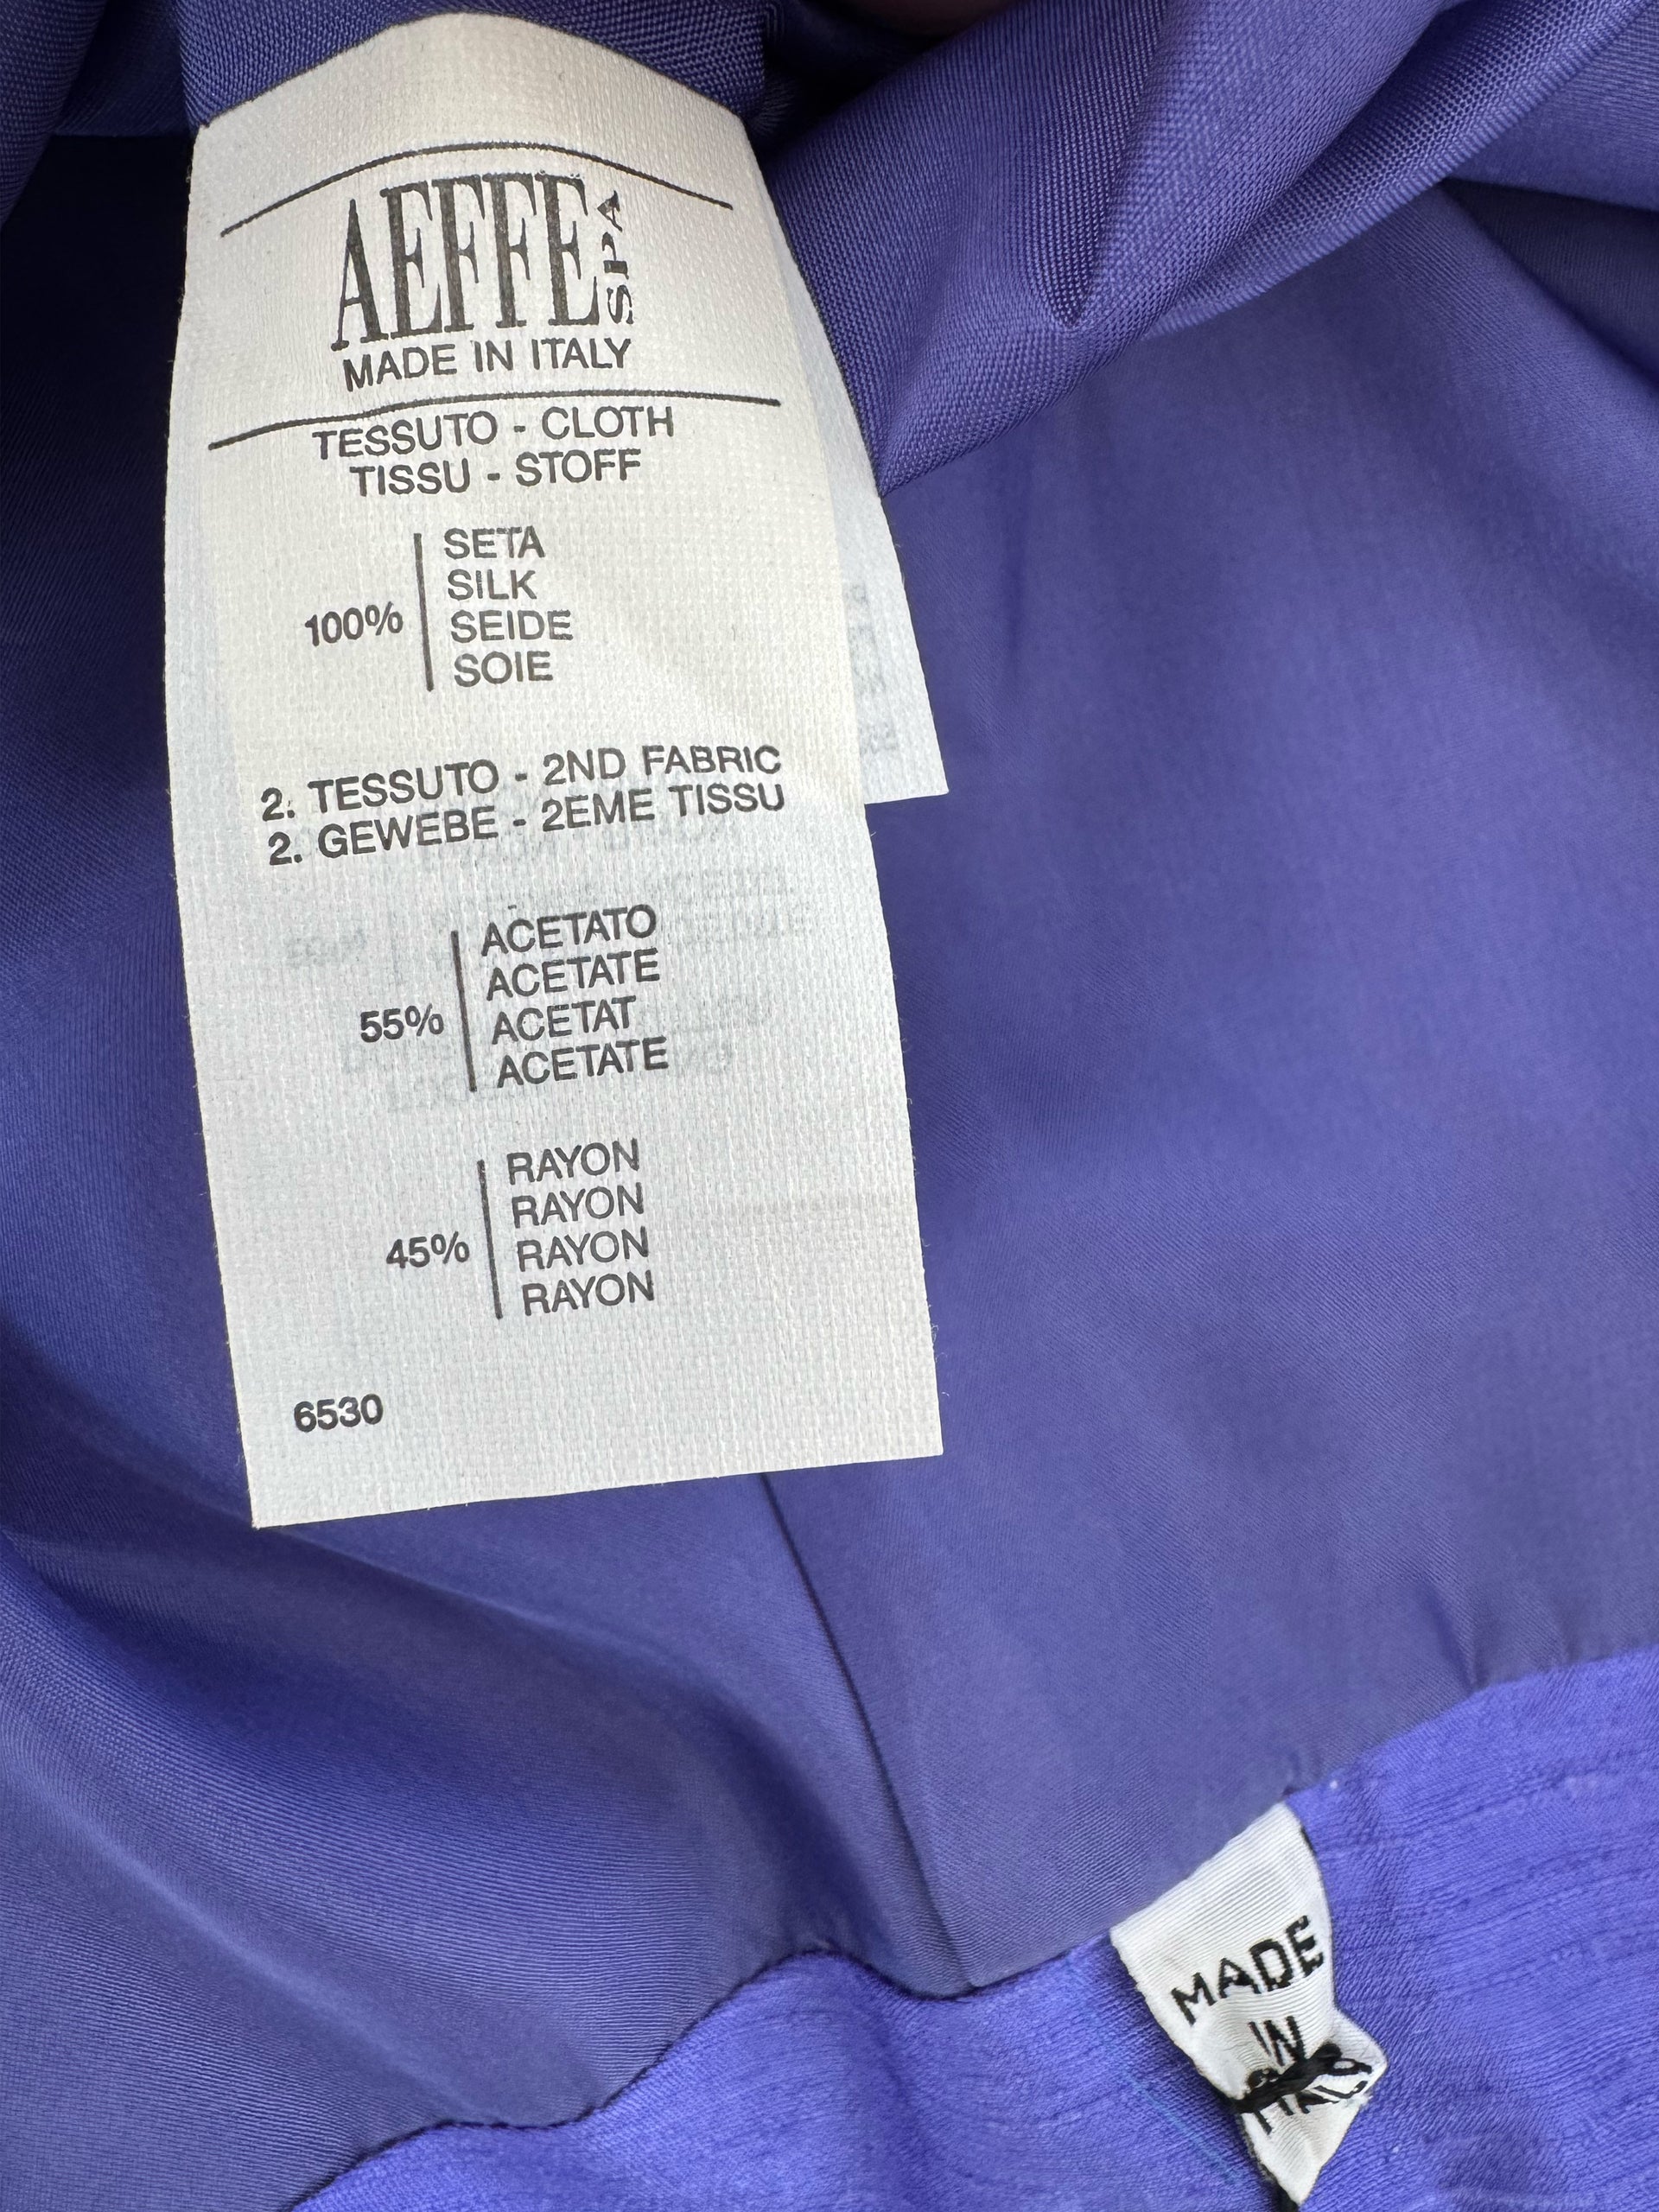 AEFFE SPA
MADE IN ITALY
TESSUTO - CLOTH
TISSU - STOFF
100%
SETA
SILK
SEIDE
SOIE
2. TESSUTO - 2ND FABRIC
2. GEWEBE - 2EME TISSU
55%
ACETATO
ACETATE
ACETAT
ACETATE
45%
RAYON
RAYON
RAYON
RAYON
6530
MADE
IN